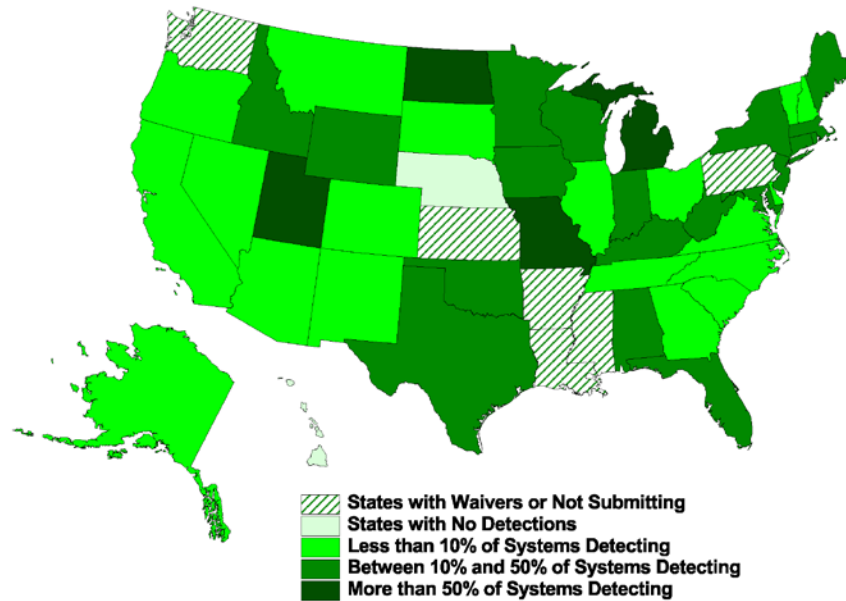 States with Waivers or Not Submitting
States with No Detections
Less than 10% of Systems Detecting
Between 10% and 50% of Systems Detecting
More than 50% of Systems Detecting